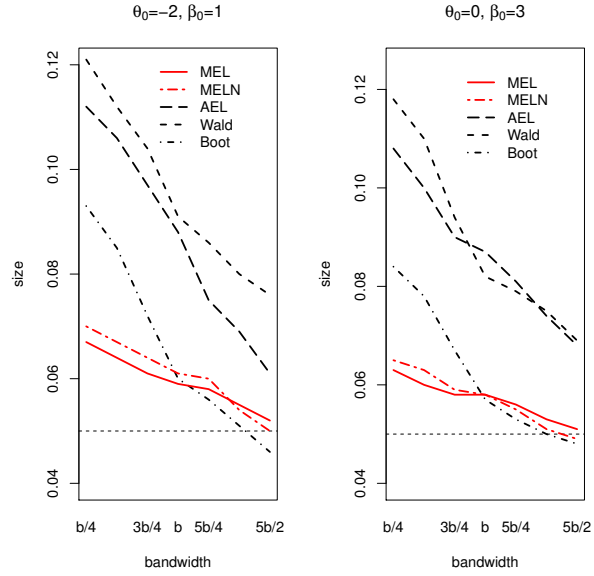 θ₀=−2, β₀=1
MEL
MELN
AEL
Wald
Boot
size
0.04
0.06
0.08
0.10
0.12
b/4
3b/4
b
5b/4
5b/2
bandwidth
θ₀=0, β₀=3
MEL
MELN
AEL
Wald
Boot
size
0.04
0.06
0.08
0.10
0.12
b/4
3b/4
b
5b/4
5b/2
bandwidth